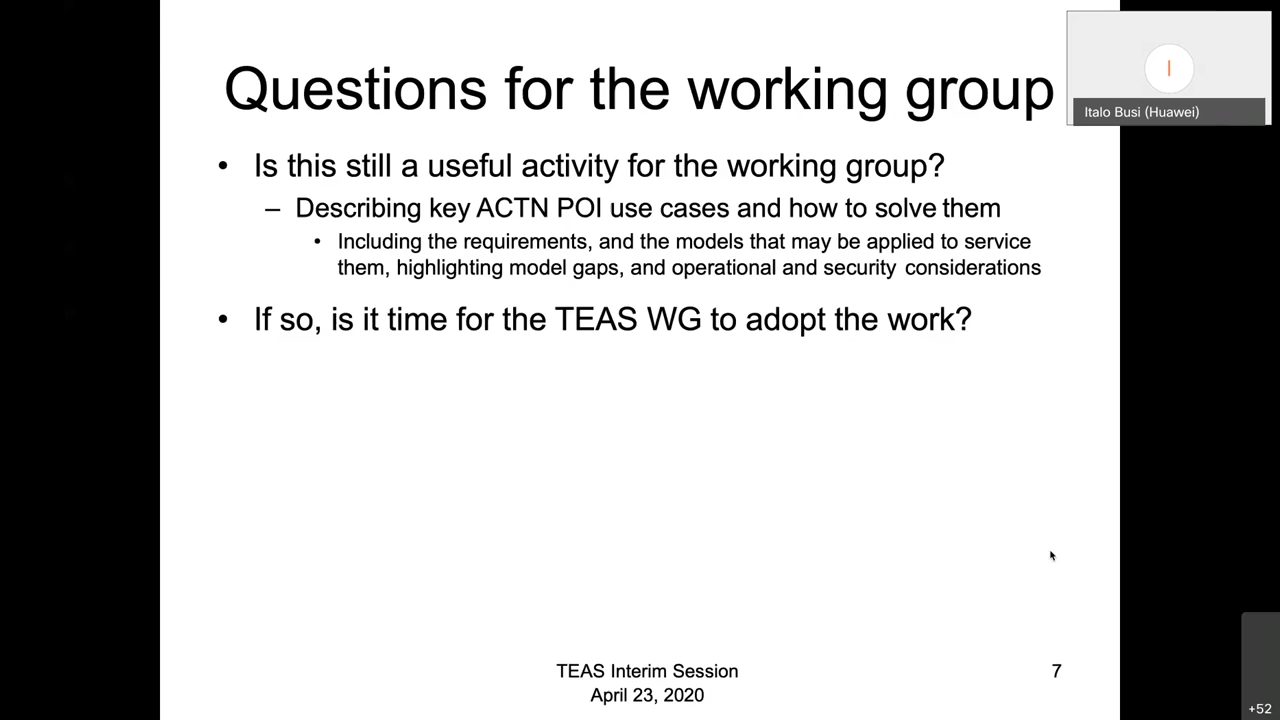 Questions for the working group
I
Italo Busi (Huawei)
• Is this still a useful activity for the working group?
– Describing key ACTN POI use cases and how to solve them
• Including the requirements, and the models that may be applied to service
them, highlighting model gaps, and operational and security considerations
• If so, is it time for the TEAS WG to adopt the work?
TEAS Interim Session
April 23, 2020
7
+52